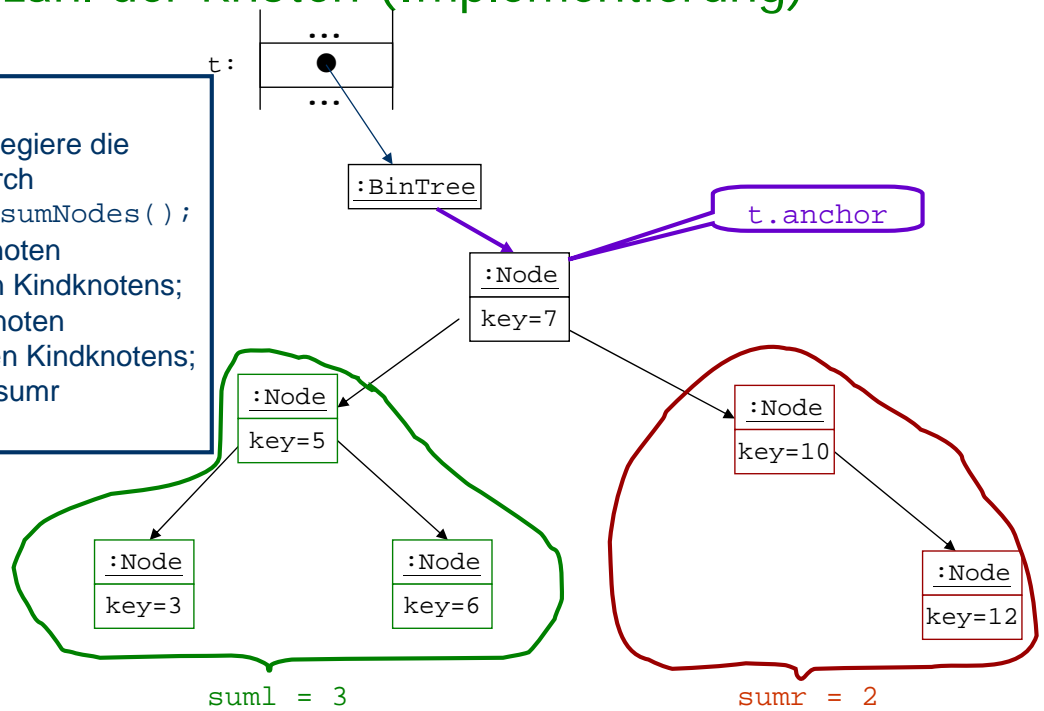 zahl der Knoten (Implementierung)
...
t:
...
egiere die
rch
sumNodes();
noten
n Kindknotens;
noten
en Kindknotens;
sumr
:BinTree
t.anchor
:Node
key=7
:Node
key=5
:Node
key=10
:Node
key=3
:Node
key=6
:Node
key=12
suml = 3
sumr = 2